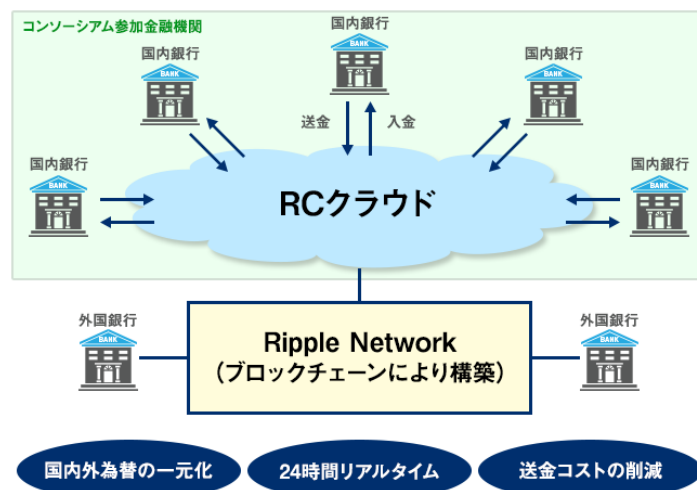 コンソーシアム参加金融機関
国内銀行
BANK
国内銀行
BANK
国内銀行
BANK
送金
入金
国内銀行
BANK
国内銀行
BANK
RCクラウド
外国銀行
BANK
外国銀行
BANK
Ripple Network
（ブロックチェーンにより構築）
国内外為替の一元化
24時間リアルタイム
送金コストの削減